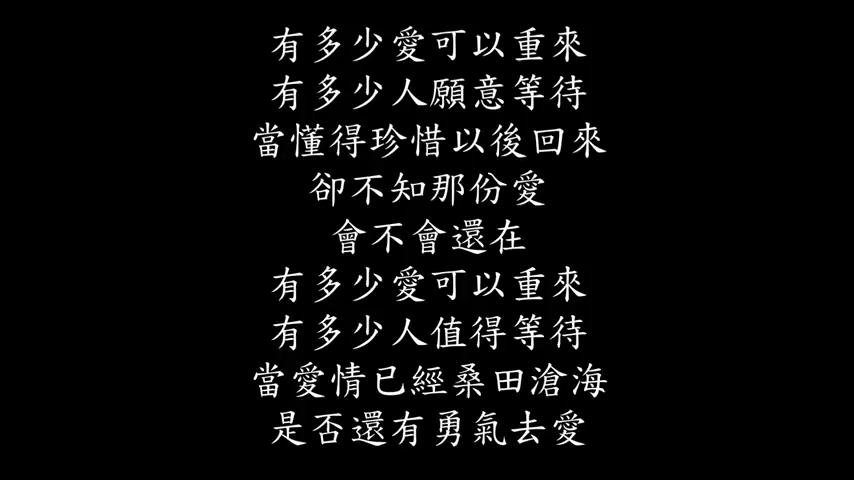 有多少愛可以重來
有多少人願意等待
當懂得珍惜以後回來
卻不知那份愛
會不會還在
有多少愛可以重來
有多少人值得等待
當愛情已經桑田滄海
是否還有勇氣去愛